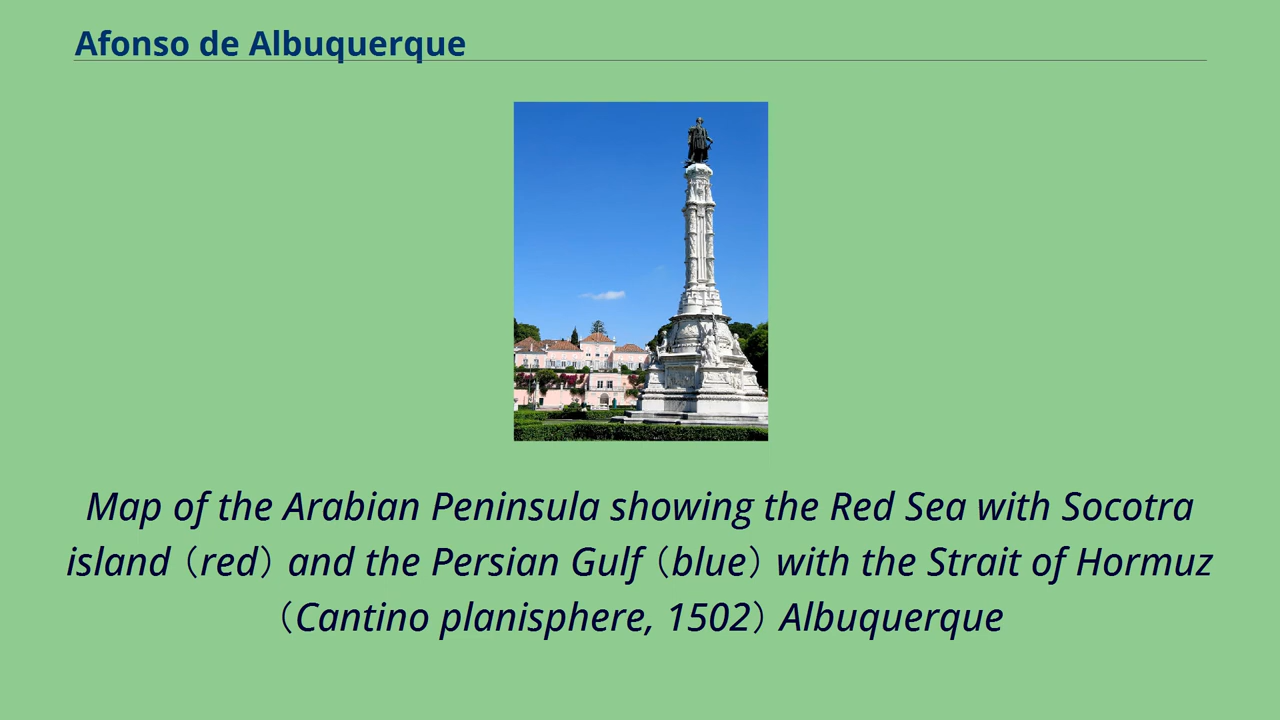 Afonso de Albuquerque
Map of the Arabian Peninsula showing the Red Sea with Socotra
island（red）and the Persian Gulf（blue）with the Strait of Hormuz
（Cantino planisphere, 1502）Albuquerque